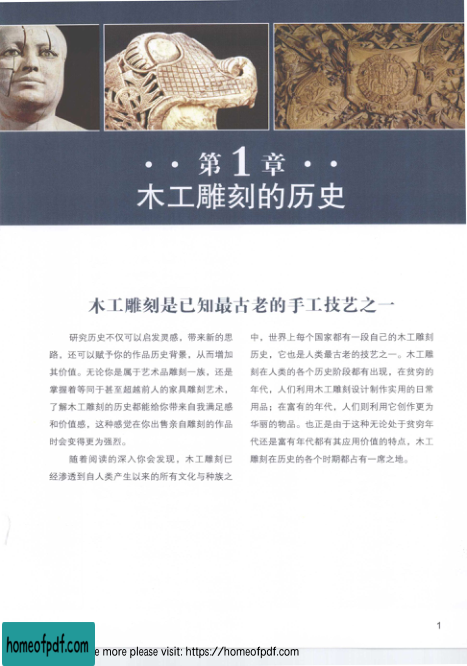 ·· 第1章 ··
木工雕刻的历史
木工雕刻是已知最古老的手工技艺之一
研究历史不仅可以启发灵感，带来新的思
路，还可以赋予你的作品历史背景，从而增加
其价值。无论你是属于艺术品雕刻一族，还是
掌握着等同于甚至超越前人的家具雕刻艺术，
了解木工雕刻的历史都能给你带来自我满足感
和价值感，这种感觉在你出售亲自雕刻的作品
时会变得更为强烈。
随着阅读的深入你会发现，木工雕刻已
经渗透到自人类产生以来的所有文化与种族之
中，世界上每个国家都有一段自己的木工雕刻
历史，它也是人类最古老的技艺之一。木工雕
刻在人类的各个历史阶段都有出现，在贫穷的
年代，人们利用木工雕刻设计制作实用的日常
用品；在富有的年代，人们则利用它创作更为
华丽的物品。也正是由于这种无论处于贫穷年
代还是富有年代都有其应用价值的特点，木工
雕刻在历史的各个时期都占有一席之地。
1
homeofpdf.com
e more please visit: https://homeofpdf.com